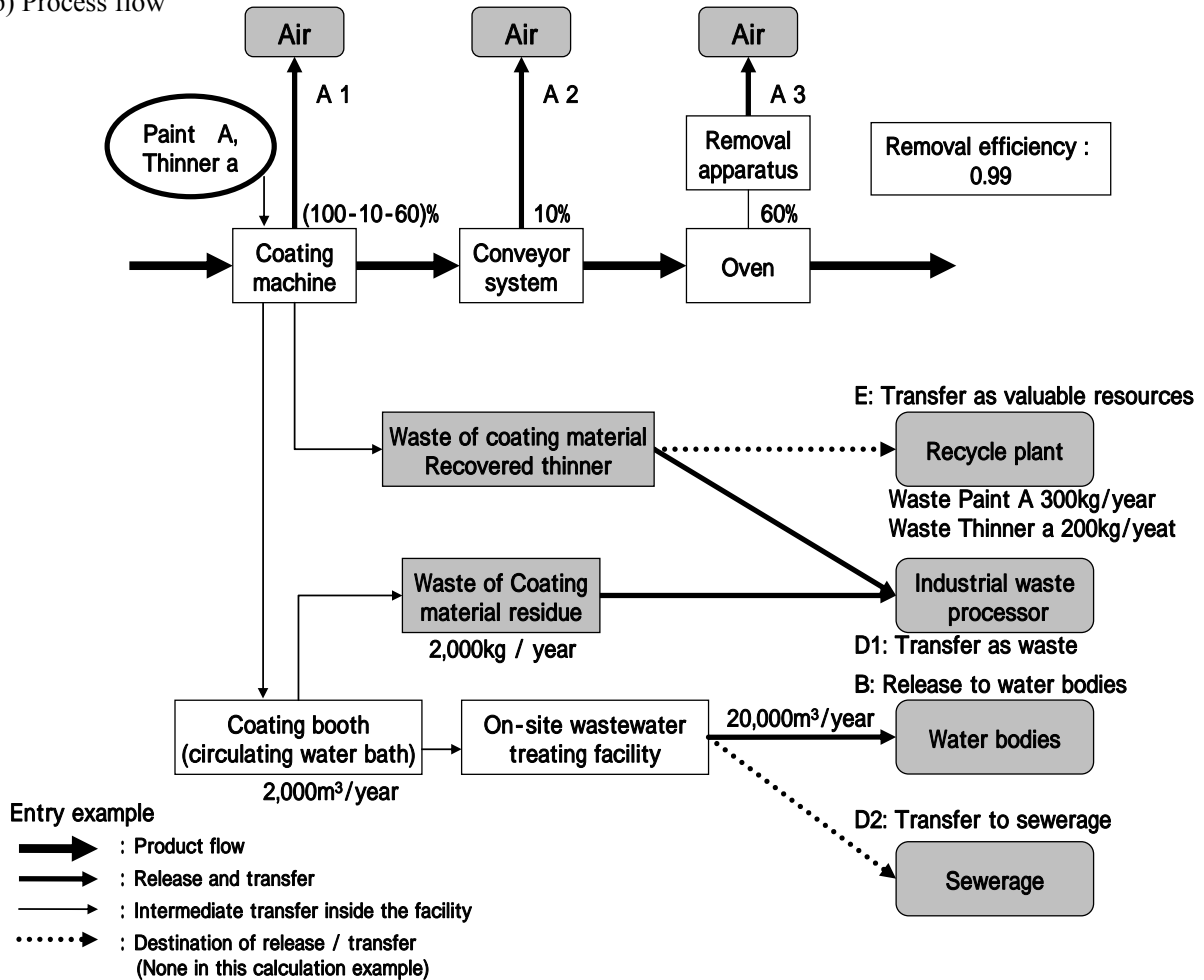 b) Process flow
Air
Air
Air
A 1
A 2
A 3
Paint A,
Thinner a
Removal
apparatus
Removal efficiency :
0.99
(100-10-60)%
10%
60%
Coating
machine
Conveyor
system
Oven
E: Transfer as valuable resources
Waste of coating material
Recovered thinner
Recycle plant
Waste Paint A 300kg/year
Waste Thinner a 200kg/yeat
Waste of Coating
material residue
2,000kg / year
Industrial waste
processor
D1: Transfer as waste
B: Release to water bodies
Coating booth
(circulating water bath)
2,000m³/year
On-site wastewater
treating facility
20,000m³/year
Water bodies
D2: Transfer to sewerage
Sewerage
Entry example
: Product flow
: Release and transfer
: Intermediate transfer inside the facility
: Destination of release / transfer
(None in this calculation example)